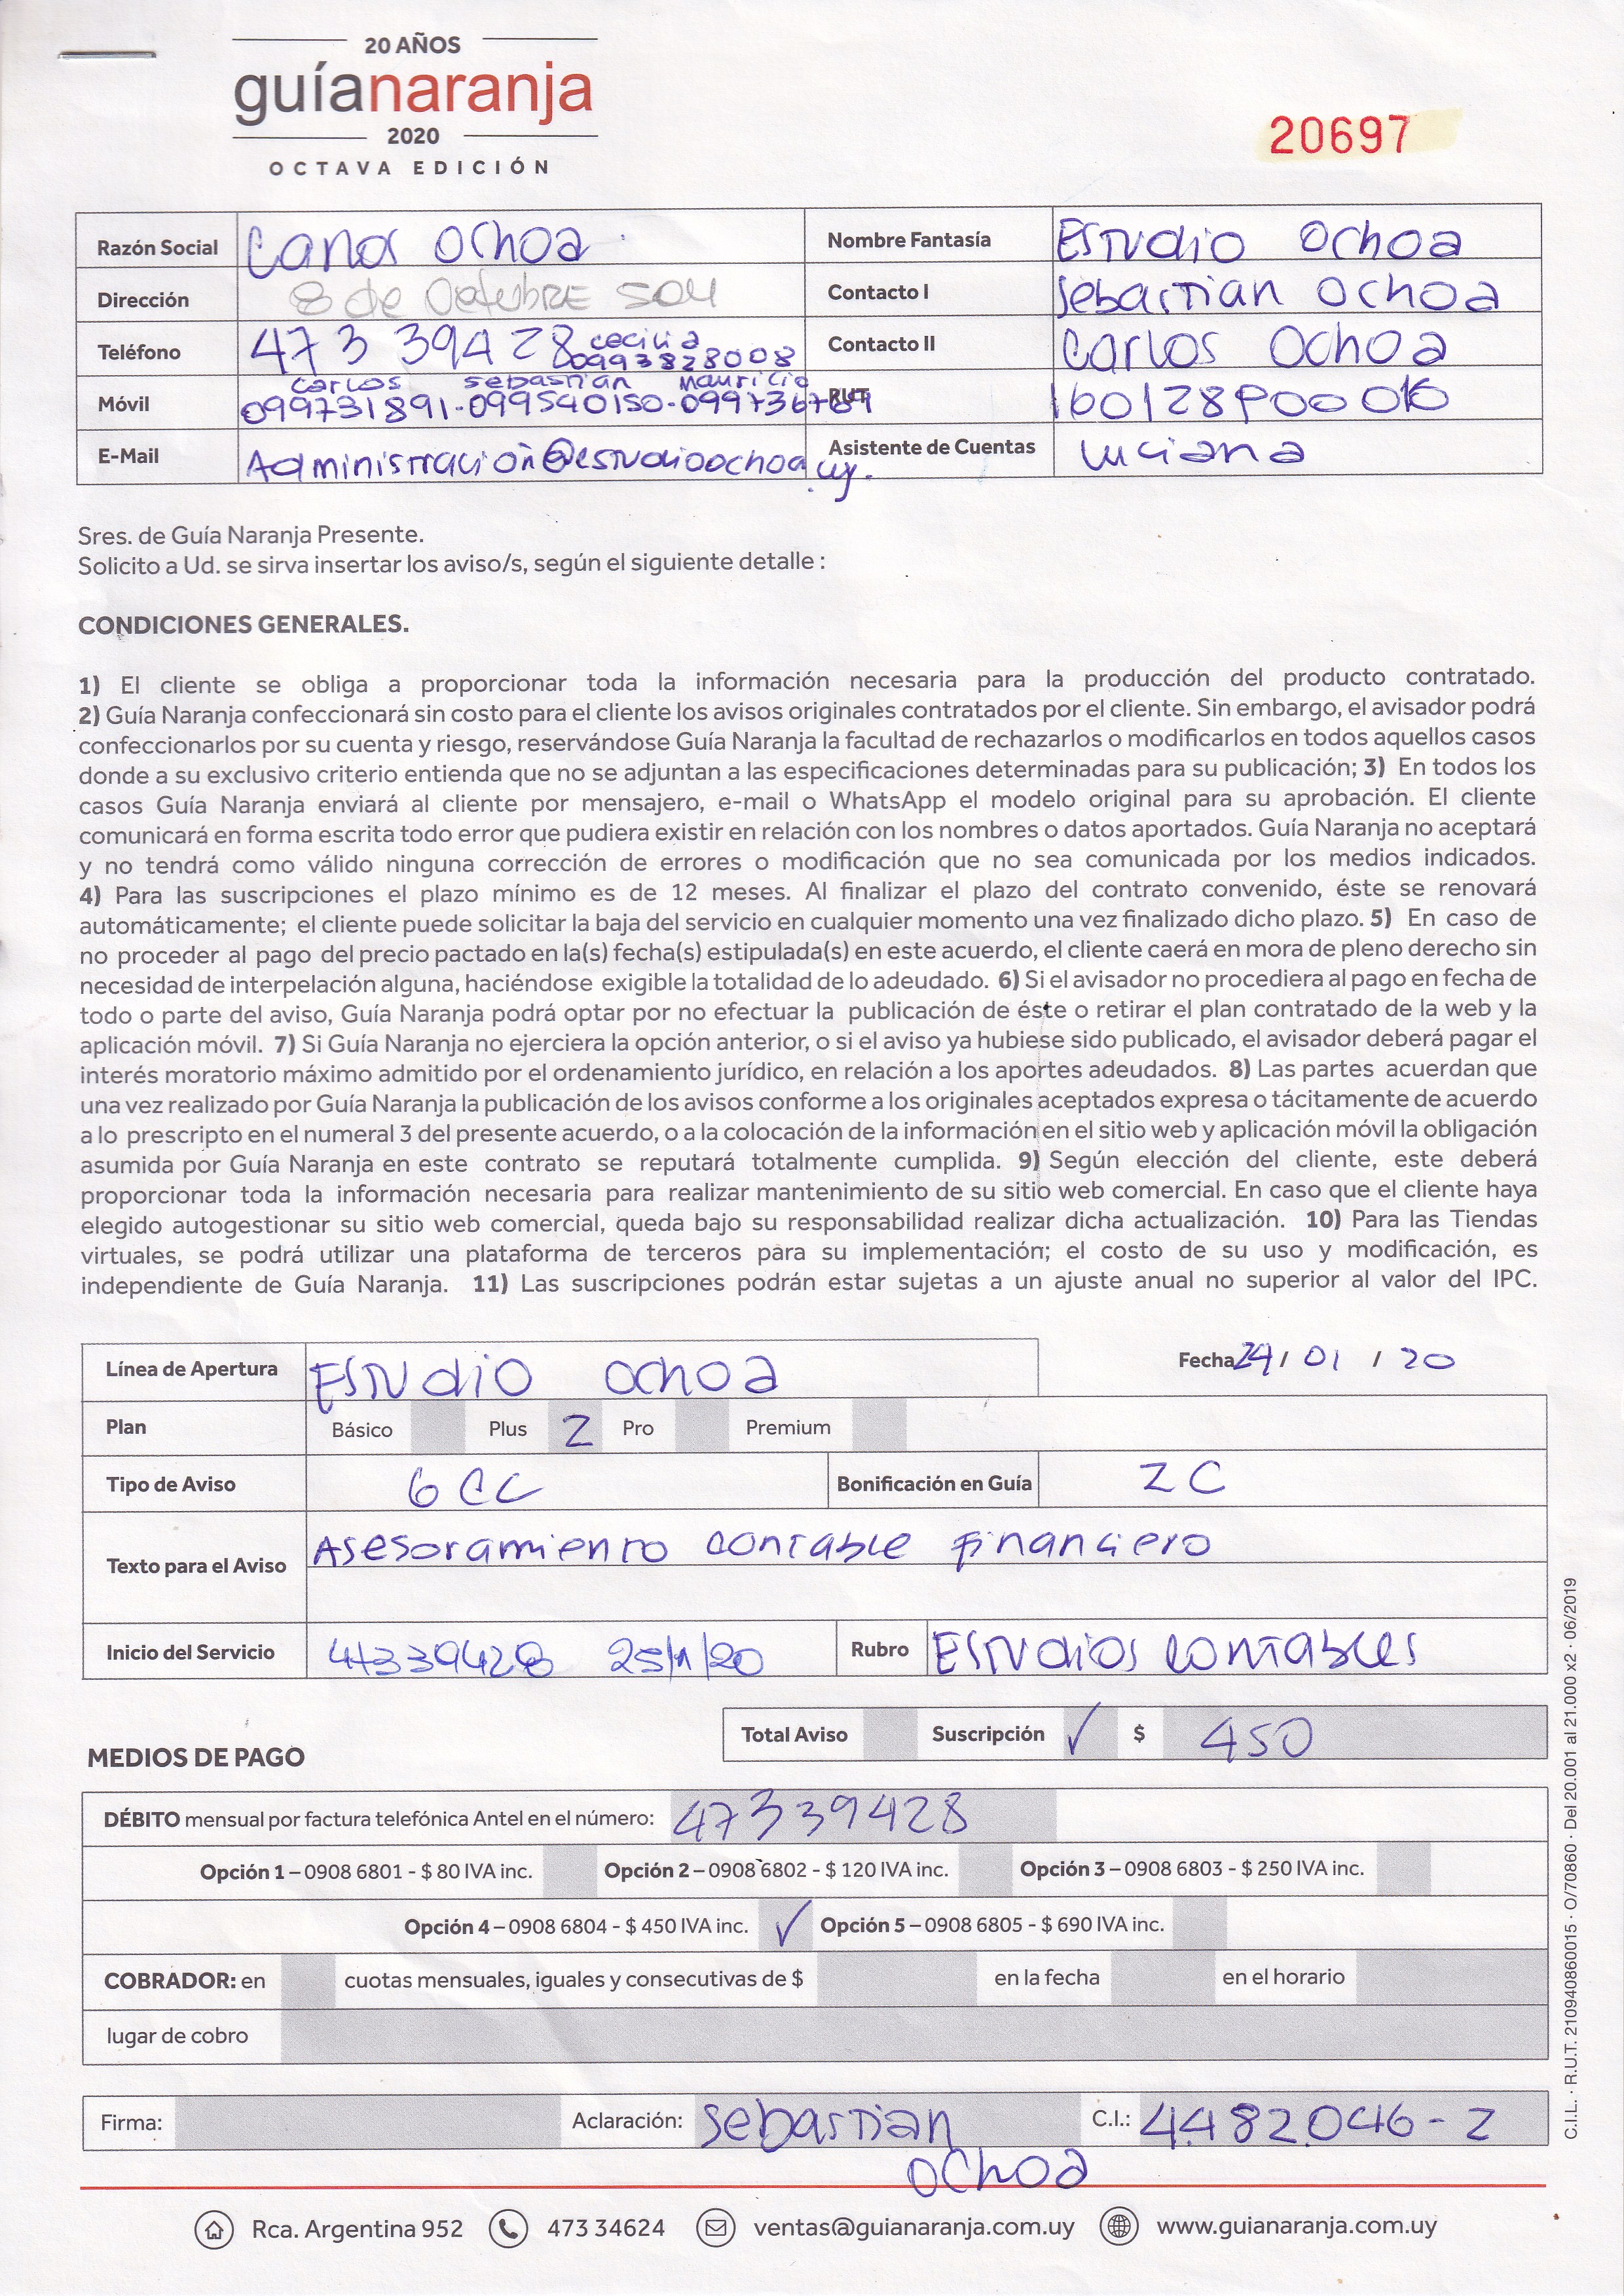 20 AÑOS
guíanaranja
2020
OCTAVA EDICIÓN
20697
Razón Social Carlos Ochoa Nombre Fantasía Estudio Ochoa
Dirección 8 de Octubre 504 Contacto I Sebastian Ochoa
Teléfono 473 39428 cecilia 0993828008 Contacto II Carlos Ochoa
carlos sebastian mauricio
Móvil 099731891-099540150-099736789 RUT
E-Mail Administración@estudioochoa.uy. Asistente de Cuentas Luciana
Sres. de Guía Naranja Presente.
Solicito a Ud. se sirva insertar los aviso/s, según el siguiente detalle :
CONDICIONES GENERALES.
1) El cliente se obliga a proporcionar toda la información necesaria para la producción del producto contratado.
2) Guía Naranja confeccionará sin costo para el cliente los avisos originales contratados por el cliente. Sin embargo, el avisador podrá
confeccionarlos por su cuenta y riesgo, reservándose Guía Naranja la facultad de rechazarlos o modificarlos en todos aquellos casos
donde a su exclusivo criterio entienda que no se adjuntan a las especificaciones determinadas para su publicación; 3) En todos los
casos Guía Naranja enviará al cliente por mensajero, e-mail o WhatsApp el modelo original para su aprobación. El cliente
comunicará en forma escrita todo error que pudiera existir en relación con los nombres o datos aportados. Guía Naranja no aceptará
y no tendrá como válido ninguna corrección de errores o modificación que no sea comunicada por los medios indicados.
4) Para las suscripciones el plazo mínimo es de 12 meses. Al finalizar el plazo del contrato convenido, éste se renovará
automáticamente; el cliente puede solicitar la baja del servicio en cualquier momento una vez finalizado dicho plazo. 5) En caso de
no proceder al pago del precio pactado en la(s) fecha(s) estipulada(s) en este acuerdo, el cliente caerá en mora de pleno derecho sin
necesidad de interpelación alguna, haciéndose exigible la totalidad de lo adeudado. 6) Si el avisador no procediera al pago en fecha de
todo o parte del aviso, Guía Naranja podrá optar por no efectuar la publicación de éste o retirar el plan contratado de la web y la
aplicación móvil. 7) Si Guía Naranja no ejerciera la opción anterior, o si el aviso ya hubiese sido publicado, el avisador deberá pagar el
interés moratorio máximo admitido por el ordenamiento jurídico, en relación a los aportes adeudados. 8) Las partes acuerdan que
una vez realizado por Guía Naranja la publicación de los avisos conforme a los originales aceptados expresa o tácitamente de acuerdo
a lo prescripto en el numeral 3 del presente acuerdo, o a la colocación de la información en el sitio web y aplicación móvil la obligación
asumida por Guía Naranja en este contrato se reputará totalmente cumplida. 9) Según elección del cliente, este deberá
proporcionar toda la información necesaria para realizar mantenimiento de su sitio web comercial. En caso que el cliente haya
elegido autogestionar su sitio web comercial, queda bajo su responsabilidad realizar dicha actualización. 10) Para las Tiendas
virtuales, se podrá utilizar una plataforma de terceros para su implementación; el costo de su uso y modificación, es
independiente de Guía Naranja. 11) Las suscripciones podrán estar sujetas a un ajuste anual no superior al valor del IPC.
Línea de Apertura Estudio Ochoa Fecha 24/ 01 / 20
Plan Básico Plus 2 Pro Premium
Tipo de Aviso 6 CC Bonificación en Guía 2C
Texto para el Aviso Asesoramiento contable financiero
Inicio del Servicio 47339428 25/1/20 Rubro Estudios contables
Total Aviso Suscripción ✓ $ 450
MEDIOS DE PAGO
DÉBITO mensual por factura telefónica Antel en el número: 47339428
Opción 1 – 0908 6801 - $ 80 IVA inc. Opción 2 – 0908 6802 - $ 120 IVA inc. Opción 3 – 0908 6803 - $ 250 IVA inc.
Opción 4 – 0908 6804 - $ 450 IVA inc. ✓ Opción 5 – 0908 6805 - $ 690 IVA inc.
COBRADOR: en cuotas mensuales, iguales y consecutivas de $ en la fecha en el horario
lugar de cobro
Firma: Aclaración: Sebastian Ochoa C.I.: 4.482.046-2
Rca. Argentina 952 473 34624 ventas@guianaranja.com.uy www.guianaranja.com.uy
C.I.L. · R.U.T. 210940860015 · O/70860 · Del 20.001 al 21.000 x2 · 06/2019